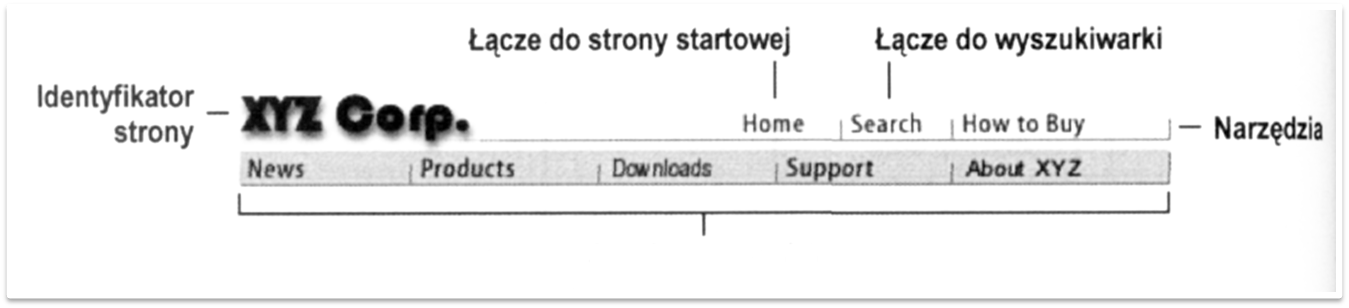 Łącze do strony startowej Łącze do wyszukiwarki
Identyfikator strony
XYZ Corp.
Home Search How to Buy
Narzędzia
News Products Downloads Support About XYZ